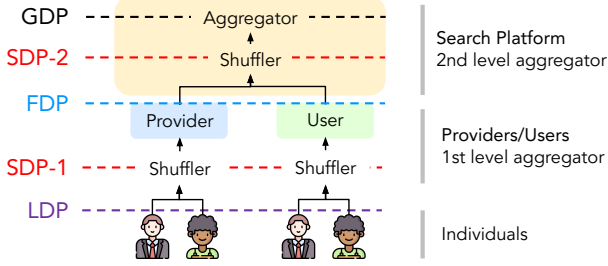 GDP
Aggregator
SDP-2
Shuffler
Search Platform
2nd level aggregator
FDP
Provider
User
Providers/Users
1st level aggregator
SDP-1
Shuffler
Shuffler
LDP
Individuals